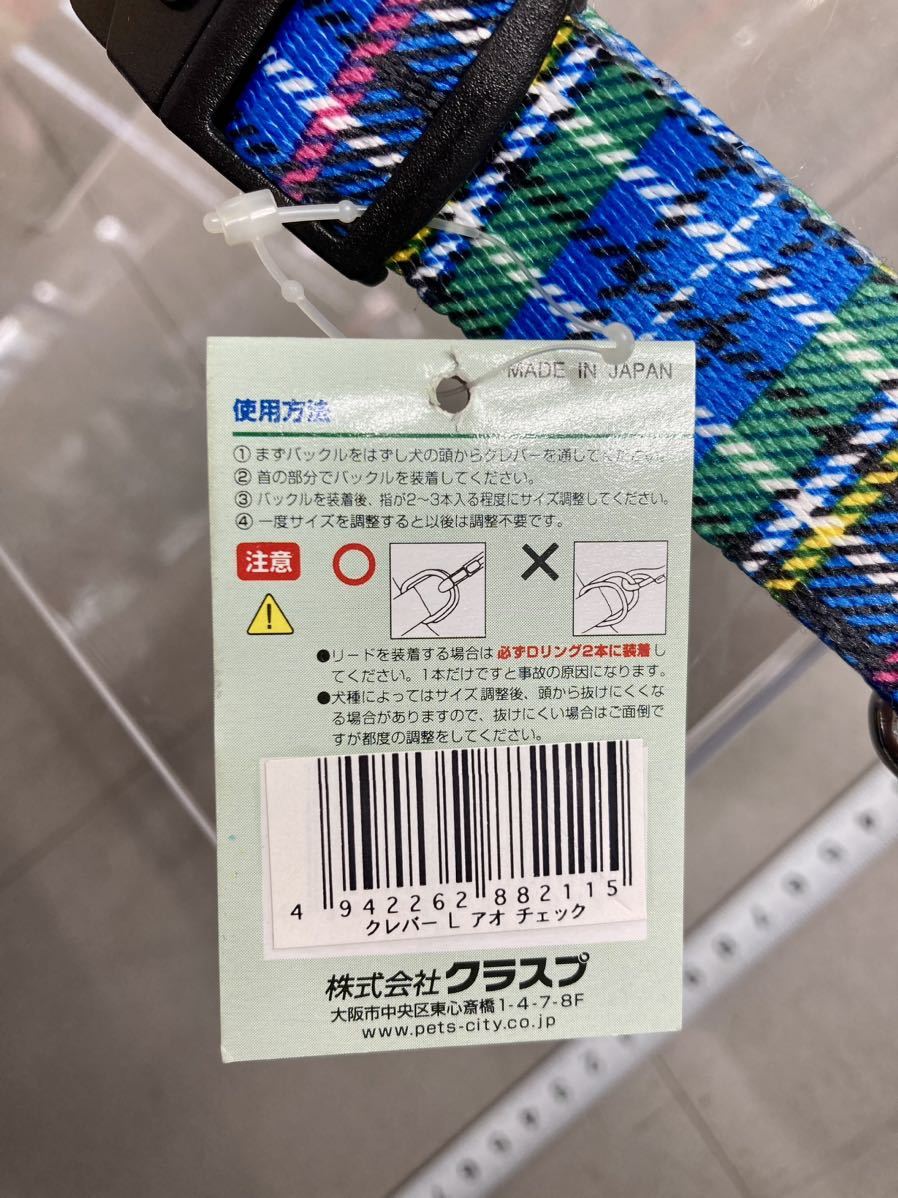 MADE IN JAPAN
使用方法
① まずバックルをはずし犬の頭からクレバーを通してください。
② 首の部分でバックルを装着してください。
③ バックルを装着後、指が2〜3本入る程度にサイズ調整してください。
④ 一度サイズを調整すると以後は調整不要です。
注意
●リードを装着する場合は必ずDリング2本に装着し
てください。1本だけですと事故の原因になります。
●犬種によってはサイズ調整後、頭から抜けにくくな
る場合がありますので、抜けにくい場合はご面倒で
すが都度の調整をしてください。
4 942262 882115
クレバー L アオ チェック
株式会社クラスプ
大阪市中央区東心斎橋1-4-7-8F
www.pets-city.co.jp